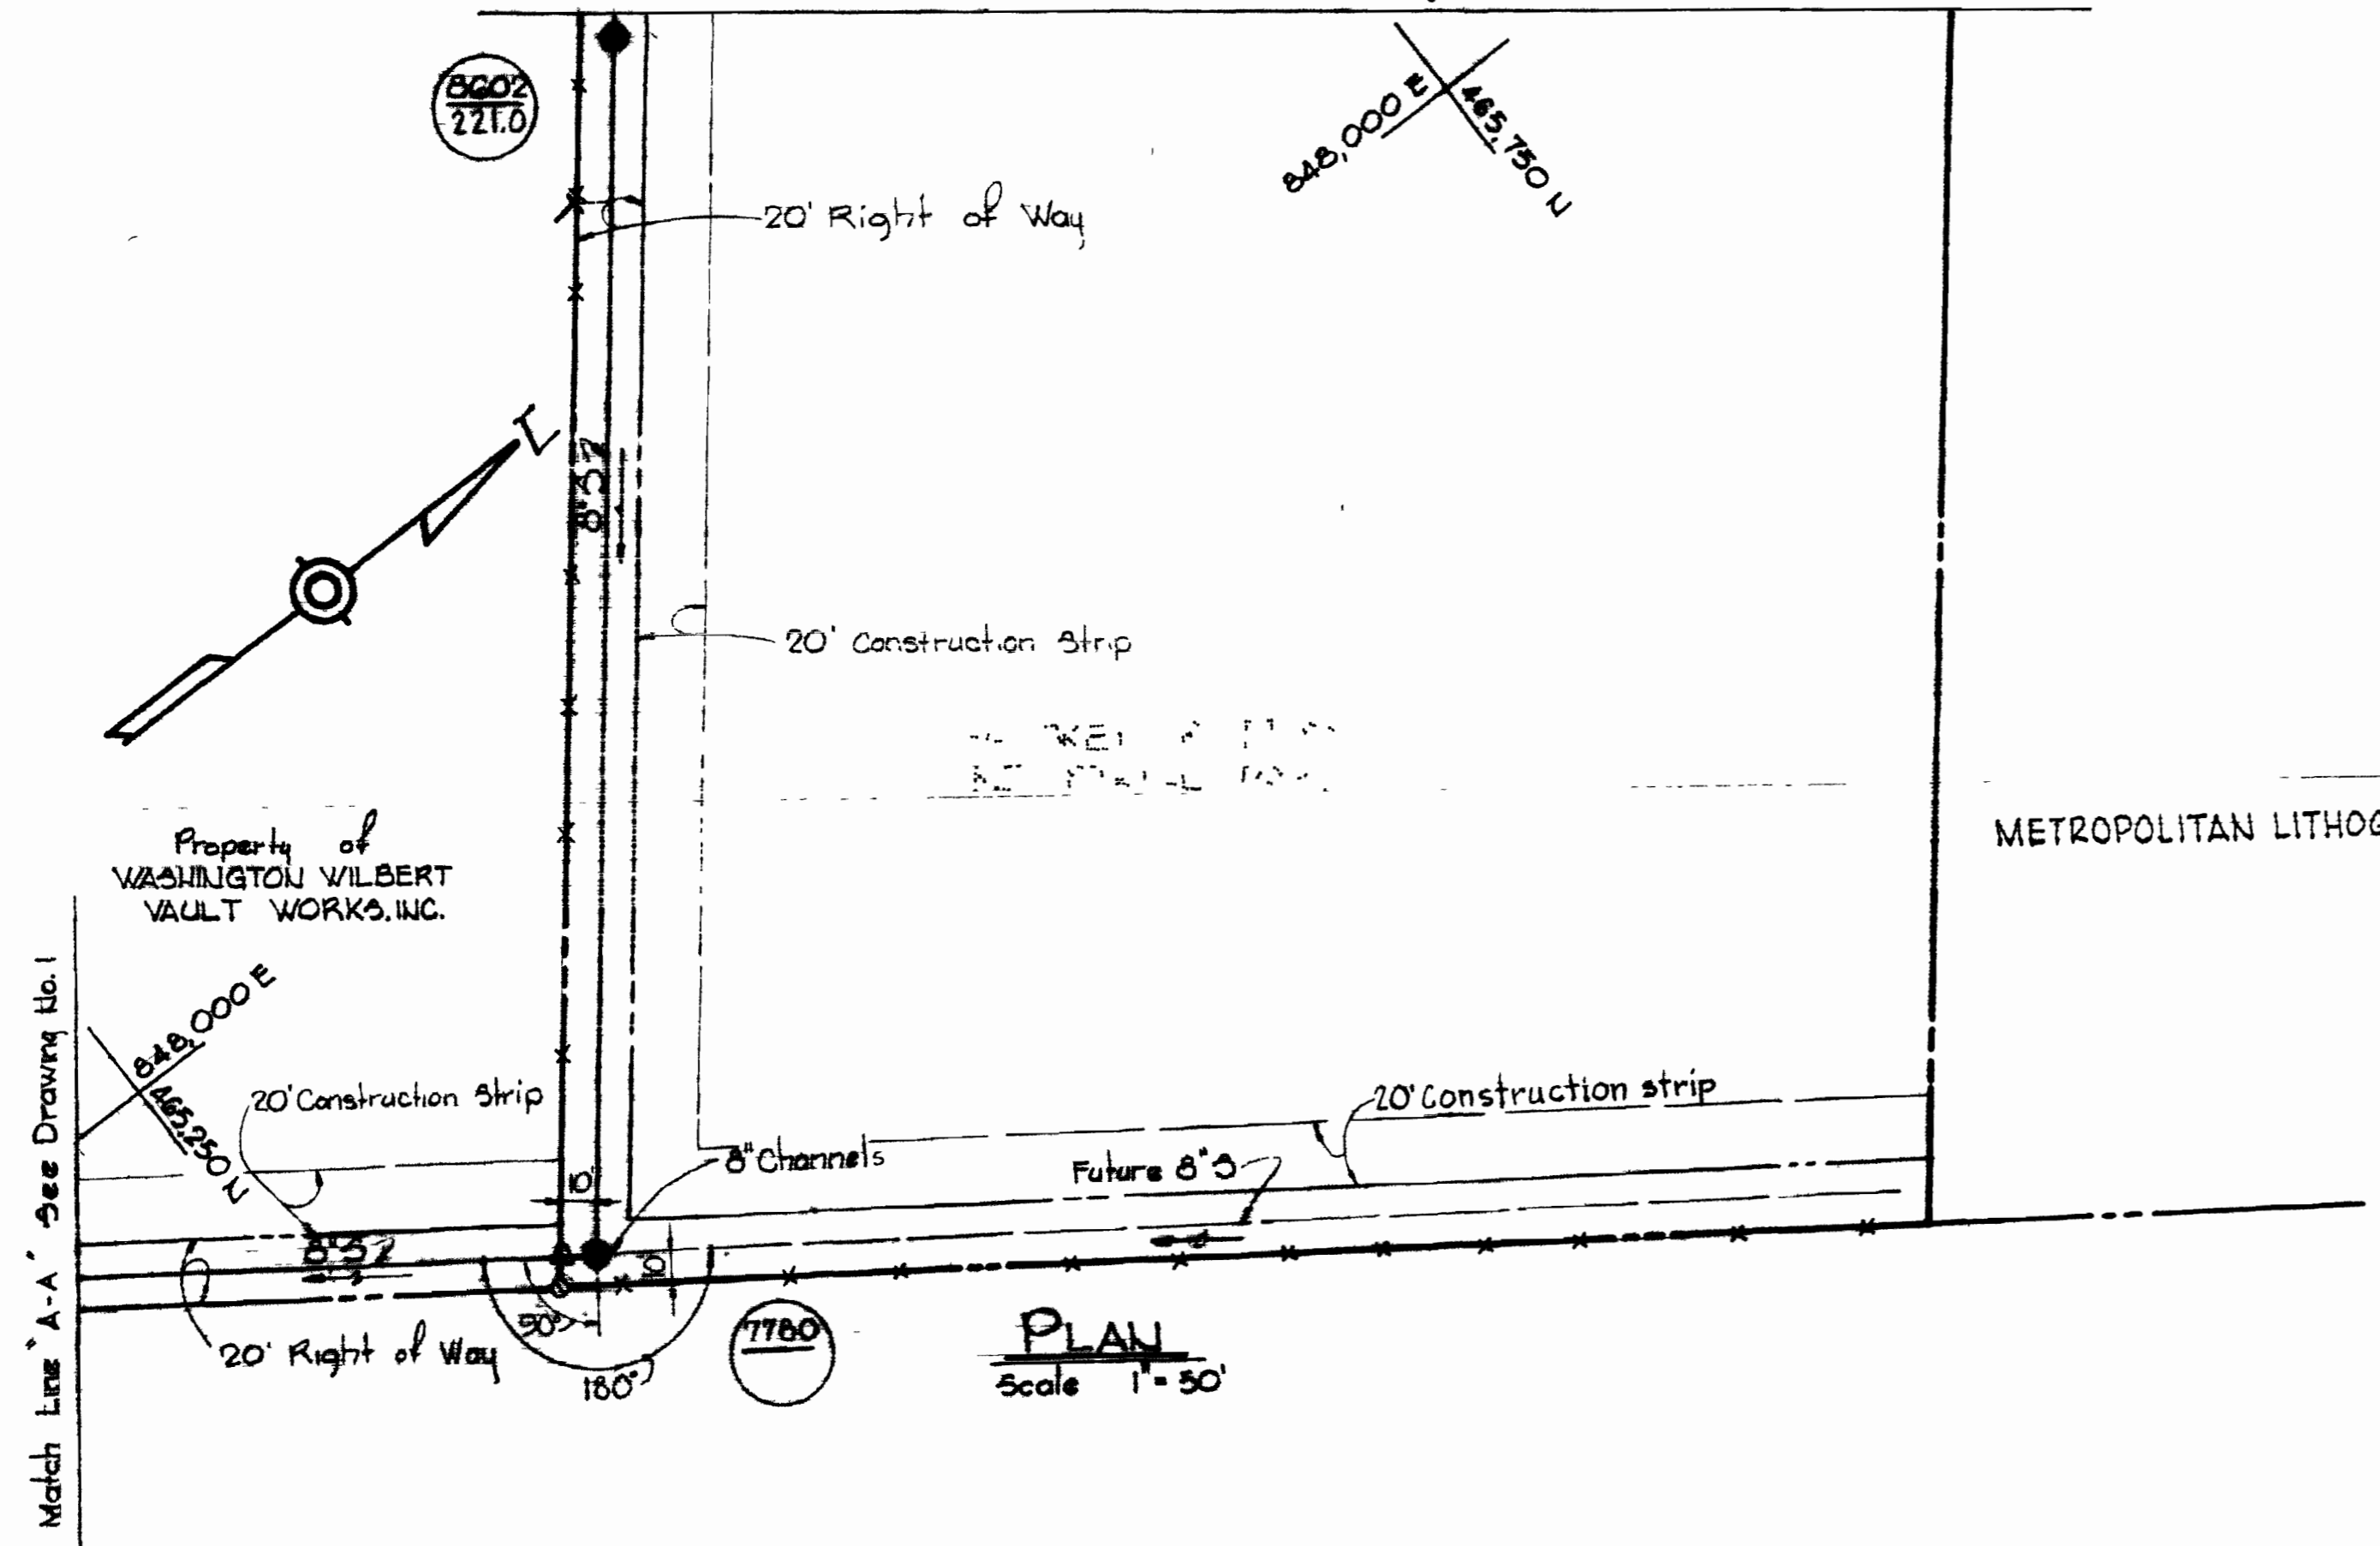 8602
221.0
848,000 E
465,750 N
20' Right of Way
8"S
20' Construction Strip
Property of
WASHINGTON WILBERT
VAULT WORKS, INC.
METROPOLITAN
848,000 E
465,250 N
20' Construction Strip
20' Construction strip
8" Channels
Future 8"S
10'
10'
8"S
90°
180°
20' Right of Way
7780
PLAN
Scale 1" = 50'
Match Line "A-A" See Drawing No. 1